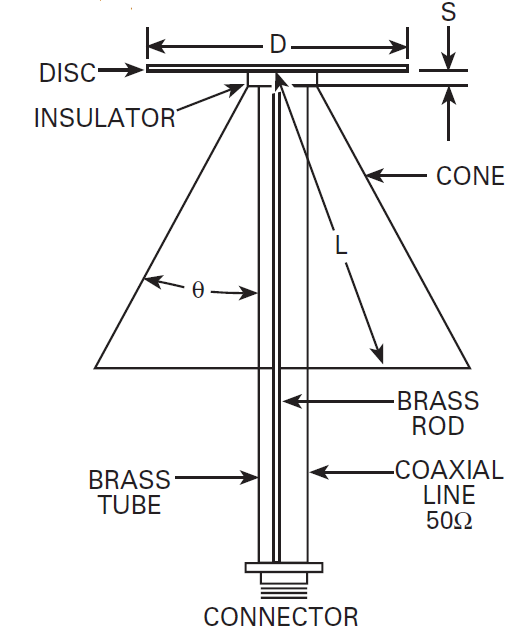 S
D
DISC
INSULATOR
CONE
L
θ
BRASS
ROD
BRASS
TUBE
COAXIAL
LINE
50Ω
CONNECTOR